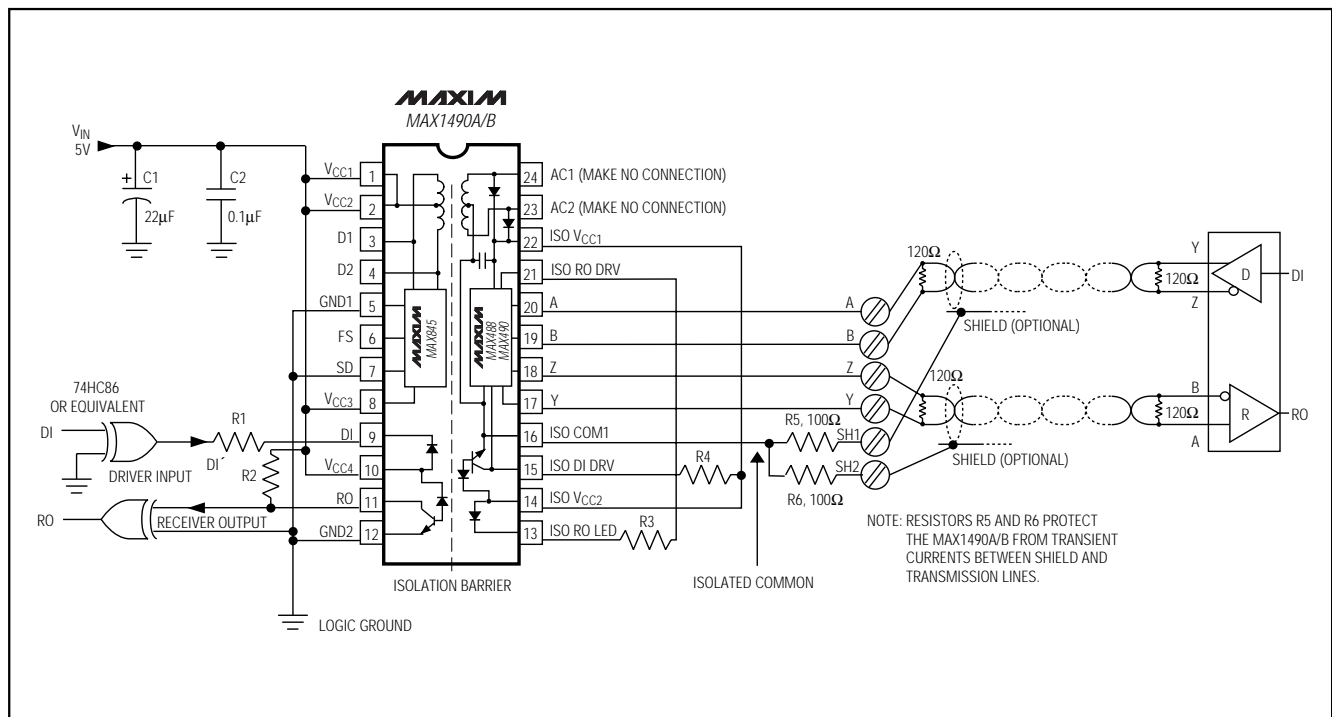 MAXIM
MAX1490A/B
VIN
5V
+ C1
22µF
C2
0.1µF
VCC1
VCC2
D1
D2
GND1
FS
SD
VCC3
DI
VCC4
RO
GND2
1
2
3
4
5
6
7
8
9
10
11
12
MAXIM
MAX845
MAXIM
MAX488
MAX490
24
23
22
21
20
19
18
17
16
15
14
13
AC1 (MAKE NO CONNECTION)
AC2 (MAKE NO CONNECTION)
ISO VCC1
ISO RO DRV
A
B
Z
Y
ISO COM1
ISO DI DRV
ISO VCC2
ISO RO LED
74HC86
OR EQUIVALENT
DI
DRIVER INPUT
R1
DI´
R2
RO
RECEIVER OUTPUT
LOGIC GROUND
ISOLATION BARRIER
R4
R3
ISOLATED COMMON
A
B
Z
Y
R5, 100Ω
SH1
SH2
R6, 100Ω
120Ω
SHIELD (OPTIONAL)
120Ω
120Ω
SHIELD (OPTIONAL)
120Ω
Y
D
DI
Z
B
R
RO
A
NOTE: RESISTORS R5 AND R6 PROTECT
THE MAX1490A/B FROM TRANSIENT
CURRENTS BETWEEN SHIELD AND
TRANSMISSION LINES.